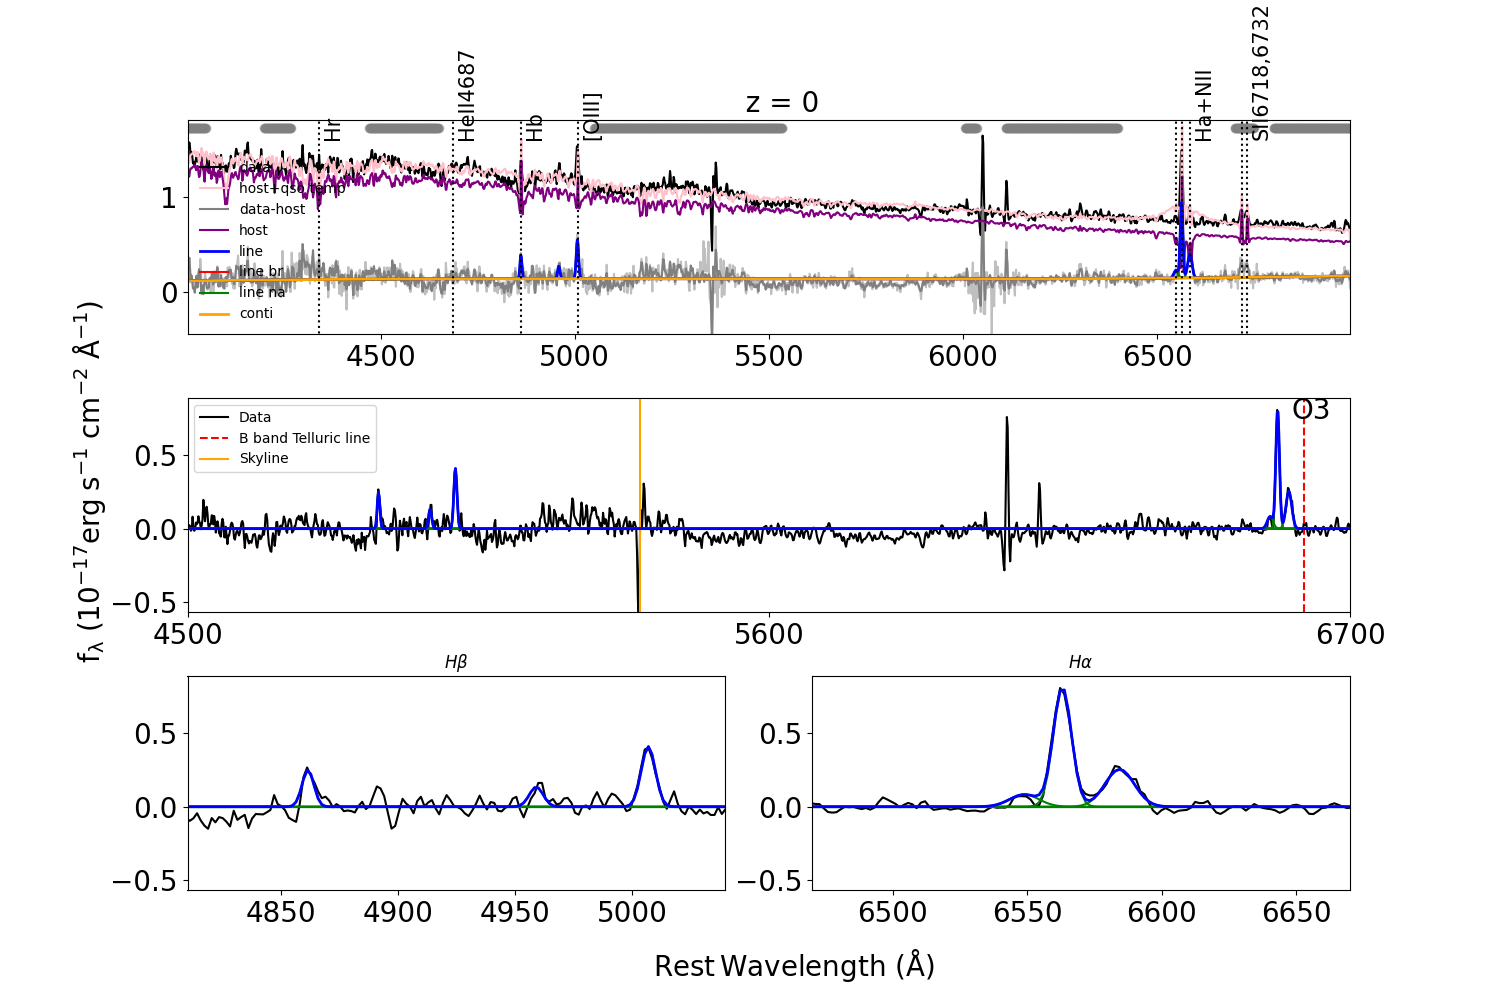 z = 0
Hr
HeII4687
Hb
[OIII]
Ha+NII
SII6718,6732
data
host+qso temp
data-host
host
line
line br
line na
conti
1
0
4500 5000 5500 6000 6500
fλ (10⁻¹⁷erg s⁻¹ cm⁻² Å⁻¹)
Data
B band Telluric line
Skyline
O3
0.5
0.0
−0.5
4500 5600 6700
Hβ
0.5
0.0
−0.5
4850 4900 4950 5000
Hα
0.5
0.0
−0.5
6500 6550 6600 6650
Rest Wavelength (Å)